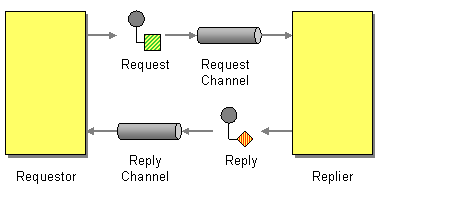 Request
Request
Channel
Reply
Channel
Reply
Requestor
Replier